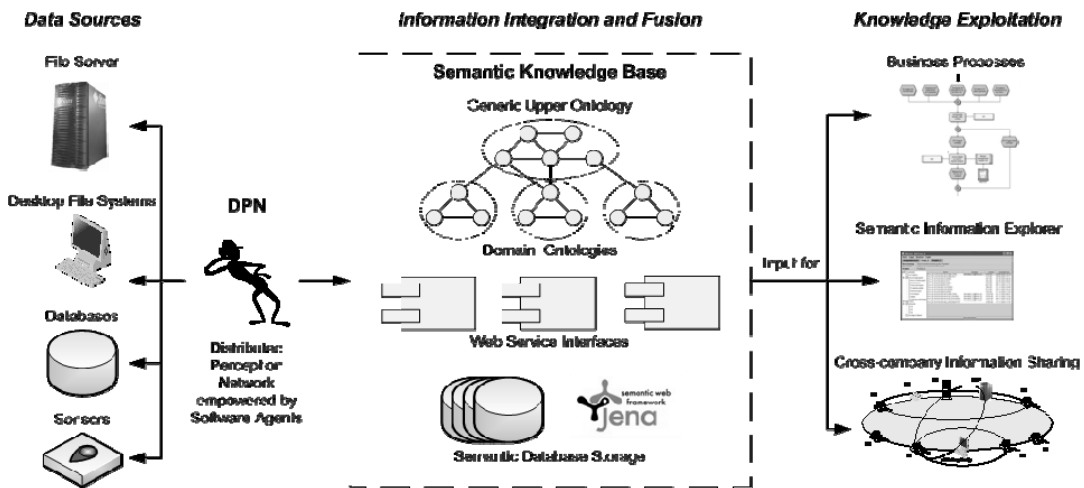 Data Sources
Information Integration and Fusion
Knowledge Exploitation
File Server
Desktop File Systems
Databases
Sensors
DPN
Distributed
Perception
Network
empowered by
Software Agents
Semantic Knowledge Base
Generic Upper Ontology
Domain Ontologies
Web Service Interfaces
semantic web
framework
jena
Semantic Database Storage
Input for
Business Processes
Semantic Information Explorer
Cross-company Information Sharing